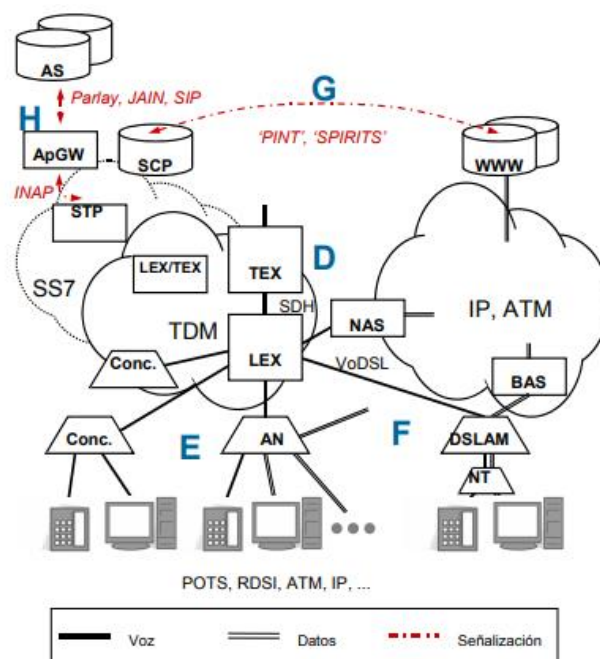 AS
Parlay, JAIN, SIP
G
H
ApGW
SCP
'PINT', 'SPIRITS'
WWW
INAP
STP
LEX/TEX
TEX
D
SS7
SDH
NAS
IP, ATM
TDM
LEX
Conc.
VoDSL
BAS
Conc.
E
AN
F
DSLAM
NT
POTS, RDSI, ATM, IP, ...
Voz
Datos
Señalización